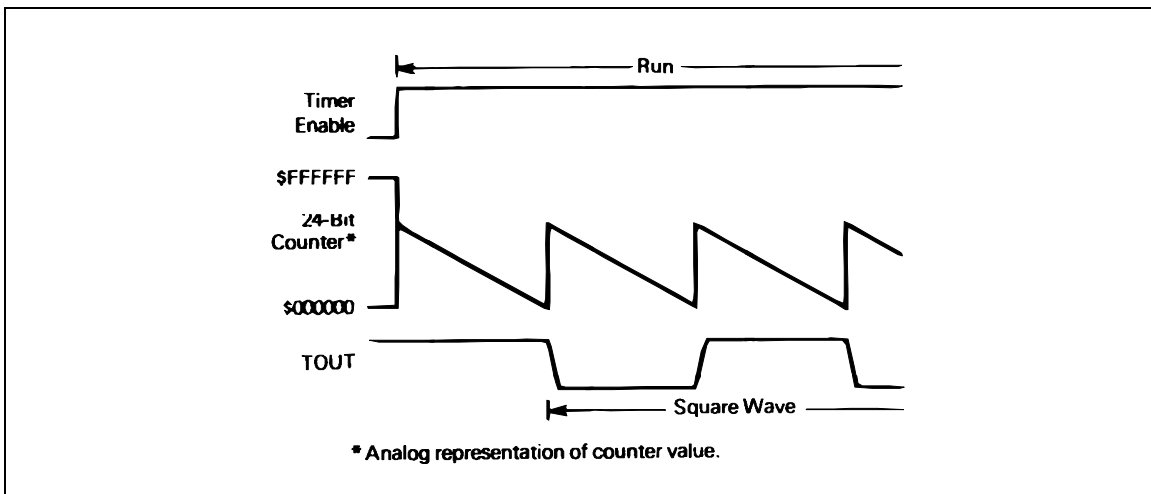 Run
Timer
Enable
$FFFFFF
24-Bit
Counter*
$000000
TOUT
Square Wave
* Analog representation of counter value.